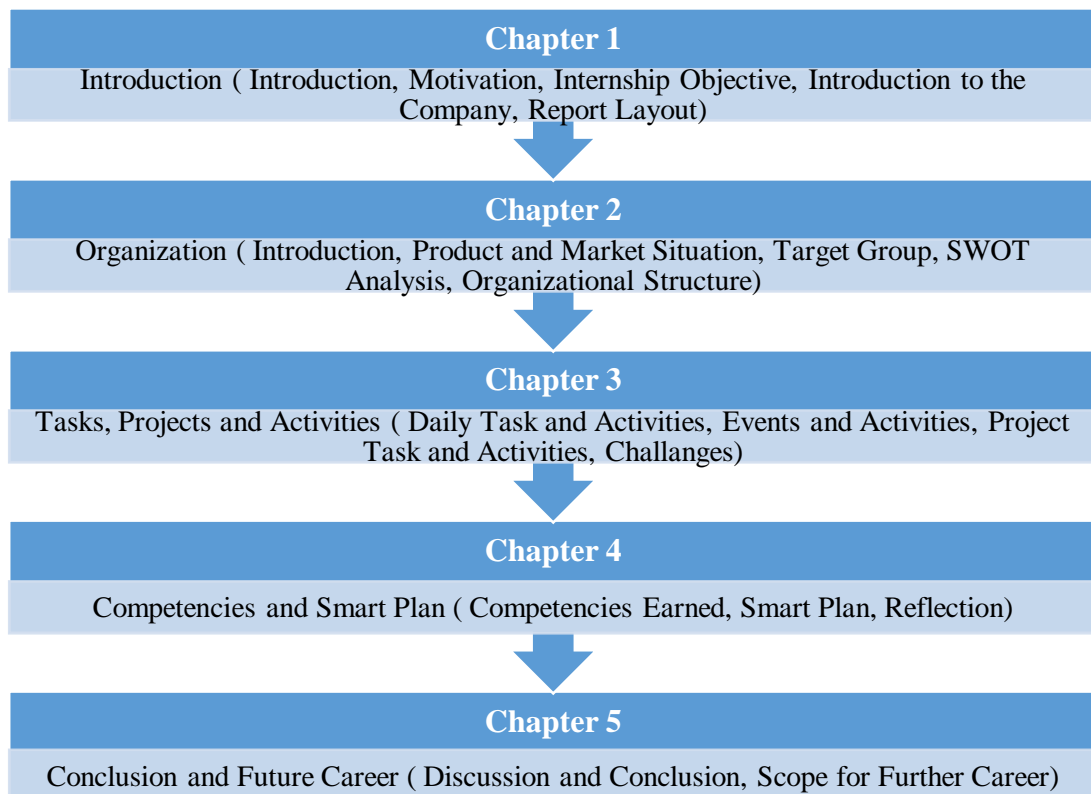 Chapter 1
Introduction ( Introduction, Motivation, Internship Objective, Introduction to the
Company, Report Layout)
Chapter 2
Organization ( Introduction, Product and Market Situation, Target Group, SWOT
Analysis, Organizational Structure)
Chapter 3
Tasks, Projects and Activities ( Daily Task and Activities, Events and Activities, Project
Task and Activities, Challanges)
Chapter 4
Competencies and Smart Plan ( Competencies Earned, Smart Plan, Reflection)
Chapter 5
Conclusion and Future Career ( Discussion and Conclusion, Scope for Further Career)